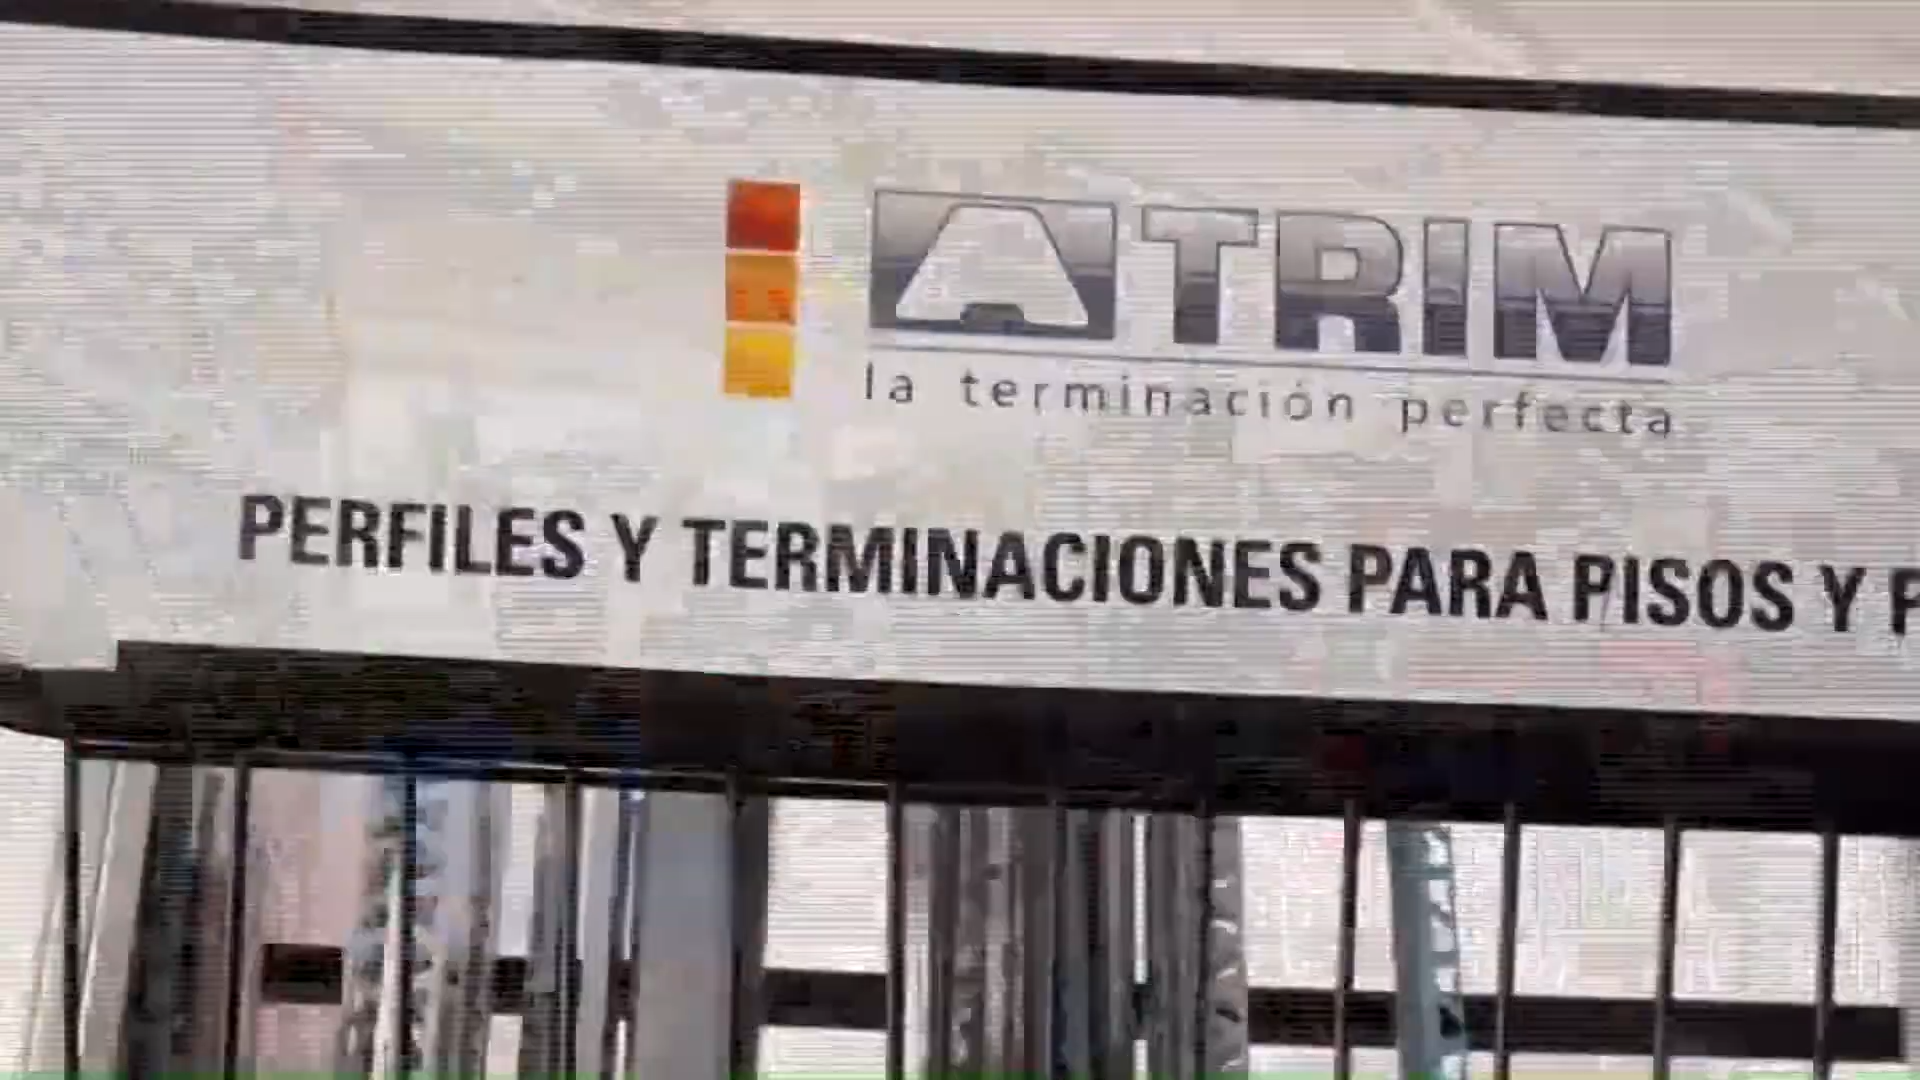 ATRIM
la terminación perfecta
PERFILES Y TERMINACIONES PARA PISOS Y